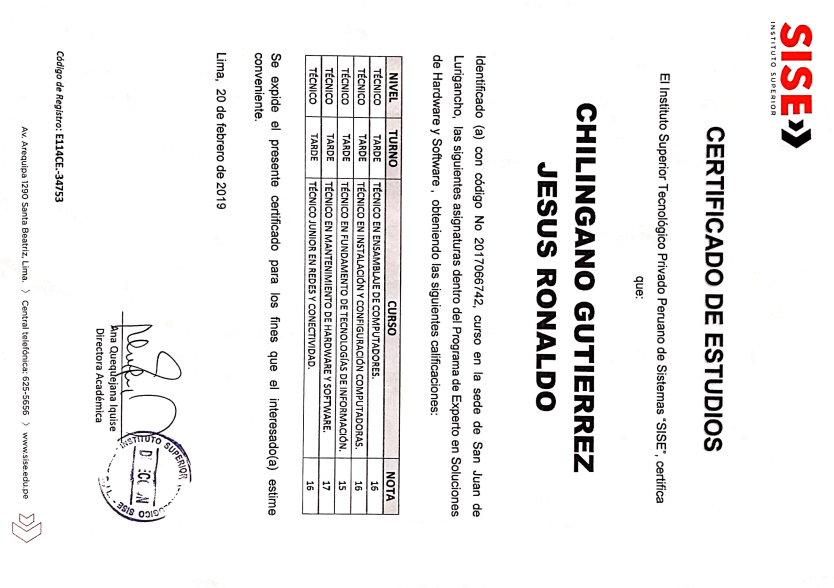 SISE
INSTITUTO SUPERIOR
CERTIFICADO DE ESTUDIOS
El Instituto Superior Tecnológico Privado Peruano de Sistemas "SISE", certifica
que:
CHILINGANO GUTIERREZ
JESUS RONALDO
Identificado (a) con código No 2017066742, curso en la sede de San Juan de
Lurigancho, las siguientes asignaturas dentro del Programa de Experto en Soluciones
de Hardware y Software , obteniendo las siguientes calificaciones:
NIVEL TURNO CURSO NOTA
TÉCNICO TARDE TÉCNICO EN ENSAMBLAJE DE COMPUTADORES. 16
TÉCNICO TARDE TÉCNICO EN INSTALACIÓN Y CONFIGURACIÓN COMPUTADORAS. 16
TÉCNICO TARDE TÉCNICO EN FUNDAMENTO DE TECNOLOGÍAS DE INFORMACIÓN. 15
TÉCNICO TARDE TÉCNICO EN MANTENIMIENTO DE HARDWARE Y SOFTWARE. 17
TÉCNICO TARDE TÉCNICO JUNIOR EN REDES Y CONECTIVIDAD. 16
Se expide el presente certificado para los fines que el interesado(a) estime
conveniente.
Lima, 20 de febrero de 2019
Ana Quequejana Iquise
Directora Académica
INSTITUTO SUPERIOR
SISE
Código de Registro: E114CE.-34753
Av. Arequipa 1290 Santa Beatriz, Lima. 〉 Central telefónica: 625-5656 〉 www.sise.edu.pe